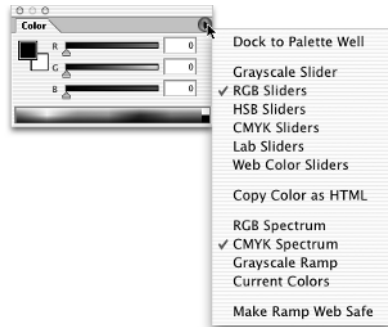 Color
R 0
G 0
B 0
Dock to Palette Well
Grayscale Slider
✓ RGB Sliders
HSB Sliders
CMYK Sliders
Lab Sliders
Web Color Sliders
Copy Color as HTML
RGB Spectrum
✓ CMYK Spectrum
Grayscale Ramp
Current Colors
Make Ramp Web Safe